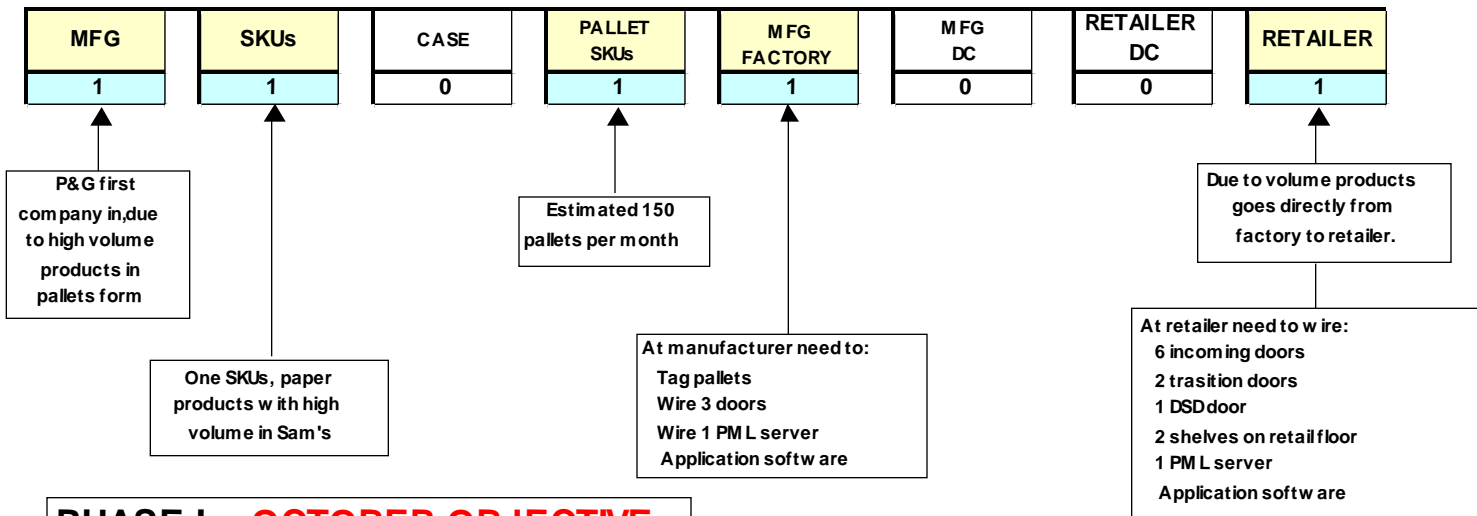 MFG
SKUs
CASE
PALLET
SKUs
MFG
FACTORY
MFG
DC
RETAILER
DC
RETAILER
1
1
0
1
1
0
0
1
P&G first
company in,due
to high volume
products in
pallets form
One SKUs, paper
products with high
volume in Sam's
Estimated 150
pallets per month
At manufacturer need to:
Tag pallets
Wire 3 doors
Wire 1 PML server
Application software
Due to volume products
goes directly from
factory to retailer.
At retailer need to wire:
6 incoming doors
2 trasition doors
1 DSD door
2 shelves on retail floor
1 PML server
Application software
PHASE I - OCTOBER OBJECTIVE